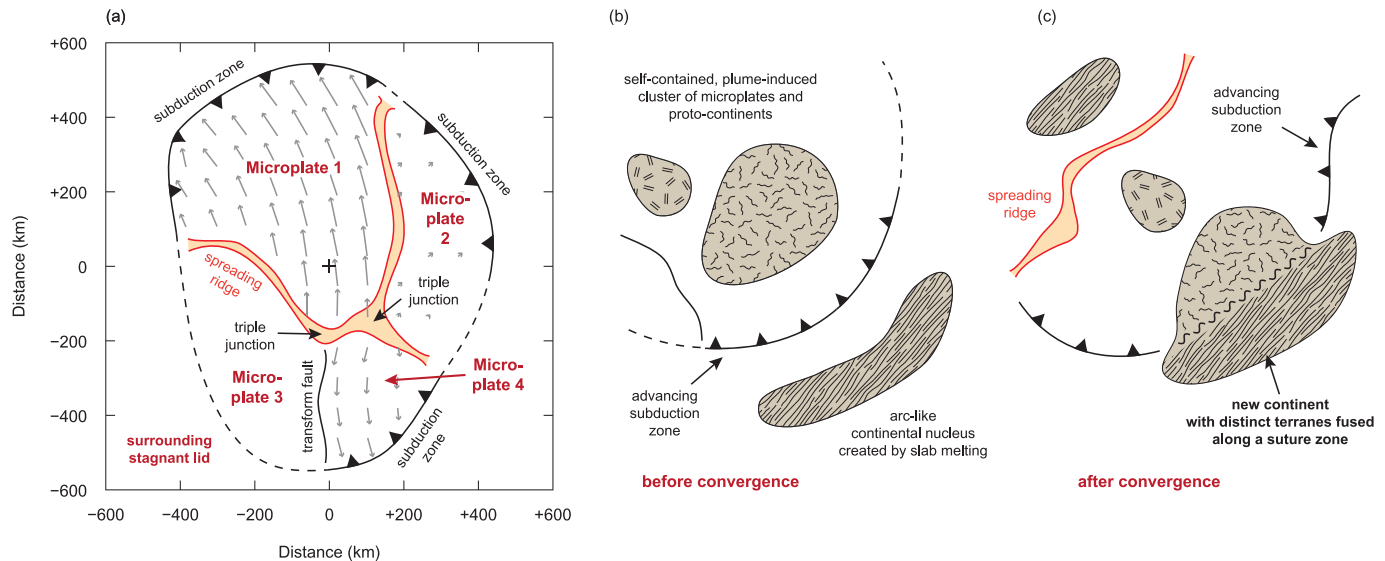 (a)
+600
+400
+200
0
−200
−400
−600
Distance (km)
−600
−400
−200
0
+200
+400
+600
Distance (km)
subduction zone
subduction zone
Microplate 1
Micro-
plate
2
spreading
ridge
triple
junction
triple
junction
Micro-
plate 3
transform fault
Micro-
plate 4
subduction
zone
surrounding
stagnant lid
(b)
self-contained, plume-induced
cluster of microplates and
proto-continents
advancing
subduction
zone
arc-like
continental nucleus
created by slab melting
before convergence
(c)
advancing
subduction
zone
spreading
ridge
new continent
with distinct terranes fused
along a suture zone
after convergence